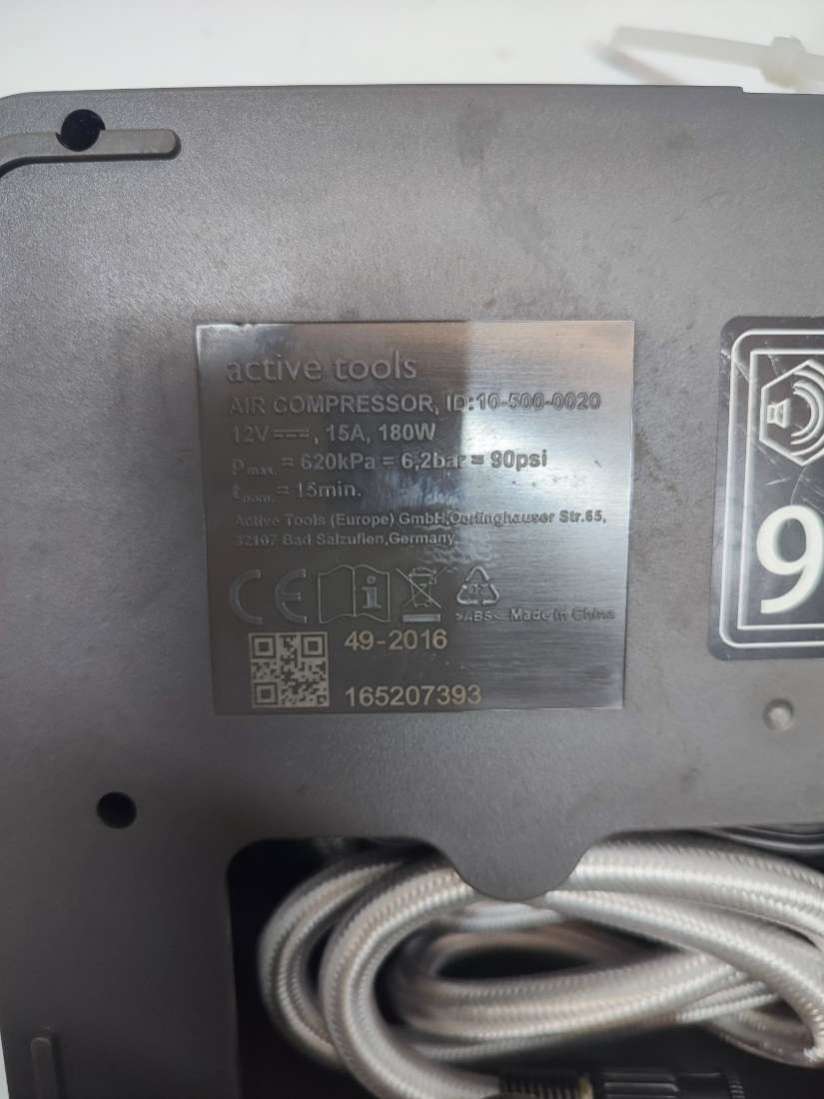 active tools
AIR COMPRESSOR, ID:10-500-0020
12V⎓, 15A, 180W
pmax. = 620kPa = 6,2bar = 90psi
tnom. = 15min.
Active Tools (Europe) GmbH,Oerlinghauser Str.65,
32107 Bad Salzuflen,Germany.
CE
>ABS< Made in China
49-2016
165207393
9